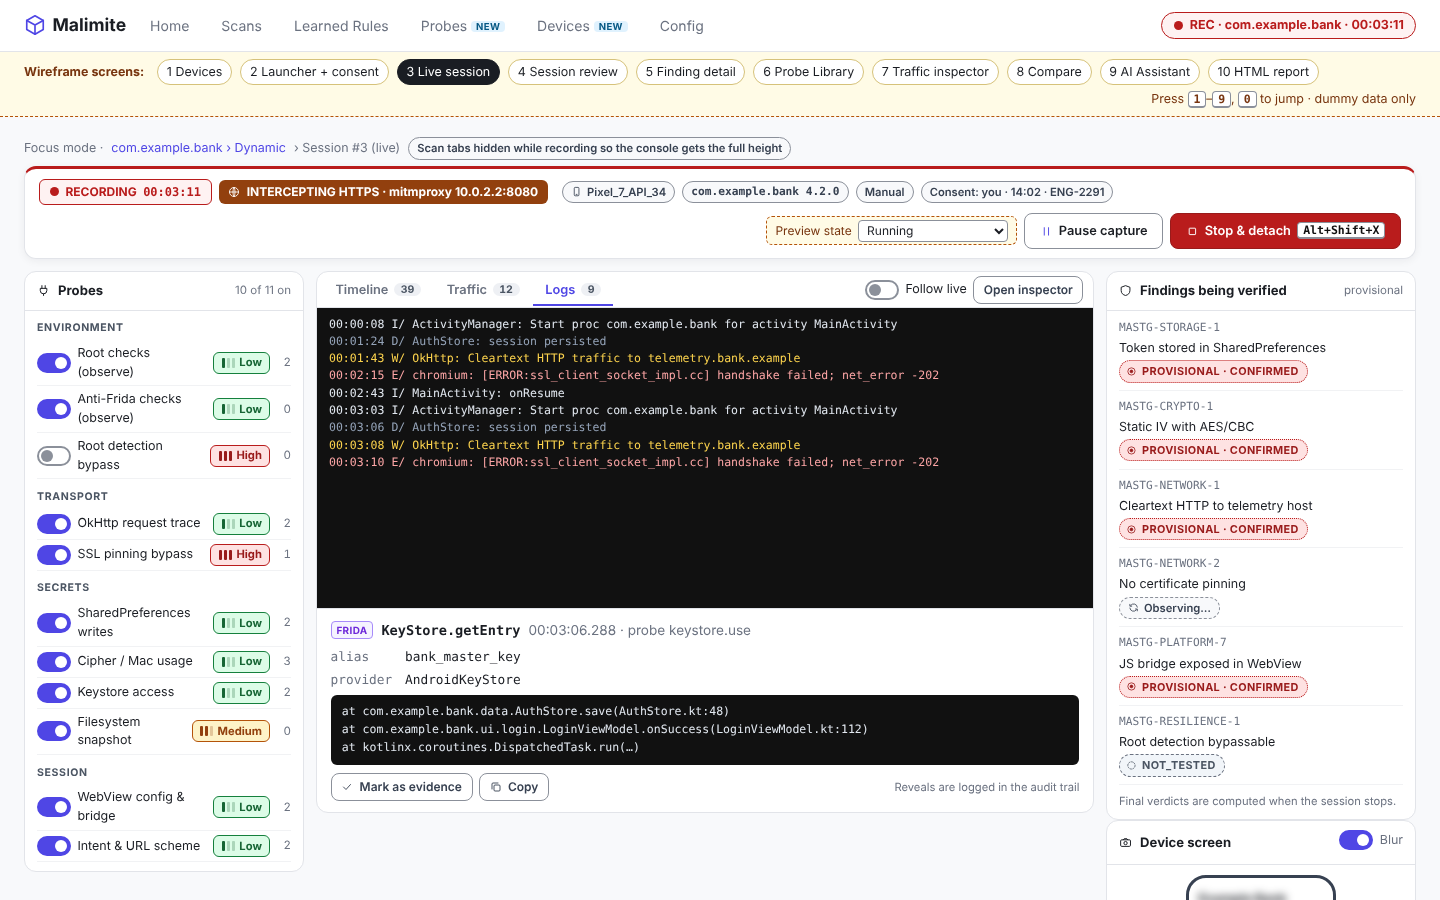 Malimite
Home
Scans
Learned Rules
Probes NEW
Devices NEW
Config
REC · com.example.bank · 00:03:11
Wireframe screens:
1 Devices
2 Launcher + consent
3 Live session
4 Session review
5 Finding detail
6 Probe Library
7 Traffic inspector
8 Compare
9 AI Assistant
10 HTML report
Press 1–9, 0 to jump · dummy data only
Focus mode · com.example.bank › Dynamic › Session #3 (live)
Scan tabs hidden while recording so the console gets the full height
RECORDING 00:03:11
INTERCEPTING HTTPS · mitmproxy 10.0.2.2:8080
Pixel_7_API_34
com.example.bank 4.2.0
Manual
Consent: you · 14:02 · ENG-2291
Preview state Running
Pause capture
Stop & detach Alt+Shift+X
Probes
10 of 11 on
ENVIRONMENT
Root checks
(observe)
Low 2
Anti-Frida checks
(observe)
Low 0
Root detection
bypass
High 0
TRANSPORT
OkHttp request trace Low 2
SSL pinning bypass High 1
SECRETS
SharedPreferences
writes
Low 2
Cipher / Mac usage Low 3
Keystore access Low 2
Filesystem
snapshot
Medium 0
SESSION
WebView config &
bridge
Low 2
Intent & URL scheme Low 2
Timeline 39
Traffic 12
Logs 9
Follow live
Open inspector
00:00:08 I/ ActivityManager: Start proc com.example.bank for activity MainActivity
00:01:24 D/ AuthStore: session persisted
00:01:43 W/ OkHttp: Cleartext HTTP traffic to telemetry.bank.example
00:02:15 E/ chromium: [ERROR:ssl_client_socket_impl.cc] handshake failed; net_error -202
00:02:43 I/ MainActivity: onResume
00:03:03 I/ ActivityManager: Start proc com.example.bank for activity MainActivity
00:03:06 D/ AuthStore: session persisted
00:03:08 W/ OkHttp: Cleartext HTTP traffic to telemetry.bank.example
00:03:10 E/ chromium: [ERROR:ssl_client_socket_impl.cc] handshake failed; net_error -202
FRIDA KeyStore.getEntry 00:03:06.288 · probe keystore.use
alias bank_master_key
provider AndroidKeyStore
at com.example.bank.data.AuthStore.save(AuthStore.kt:48)
at com.example.bank.ui.login.LoginViewModel.onSuccess(LoginViewModel.kt:112)
at kotlinx.coroutines.DispatchedTask.run(…)
Mark as evidence
Copy
Reveals are logged in the audit trail
Findings being verified
provisional
MASTG-STORAGE-1
Token stored in SharedPreferences
PROVISIONAL · CONFIRMED
MASTG-CRYPTO-1
Static IV with AES/CBC
PROVISIONAL · CONFIRMED
MASTG-NETWORK-1
Cleartext HTTP to telemetry host
PROVISIONAL · CONFIRMED
MASTG-NETWORK-2
No certificate pinning
Observing…
MASTG-PLATFORM-7
JS bridge exposed in WebView
PROVISIONAL · CONFIRMED
MASTG-RESILIENCE-1
Root detection bypassable
NOT_TESTED
Final verdicts are computed when the session stops.
Device screen
Blur